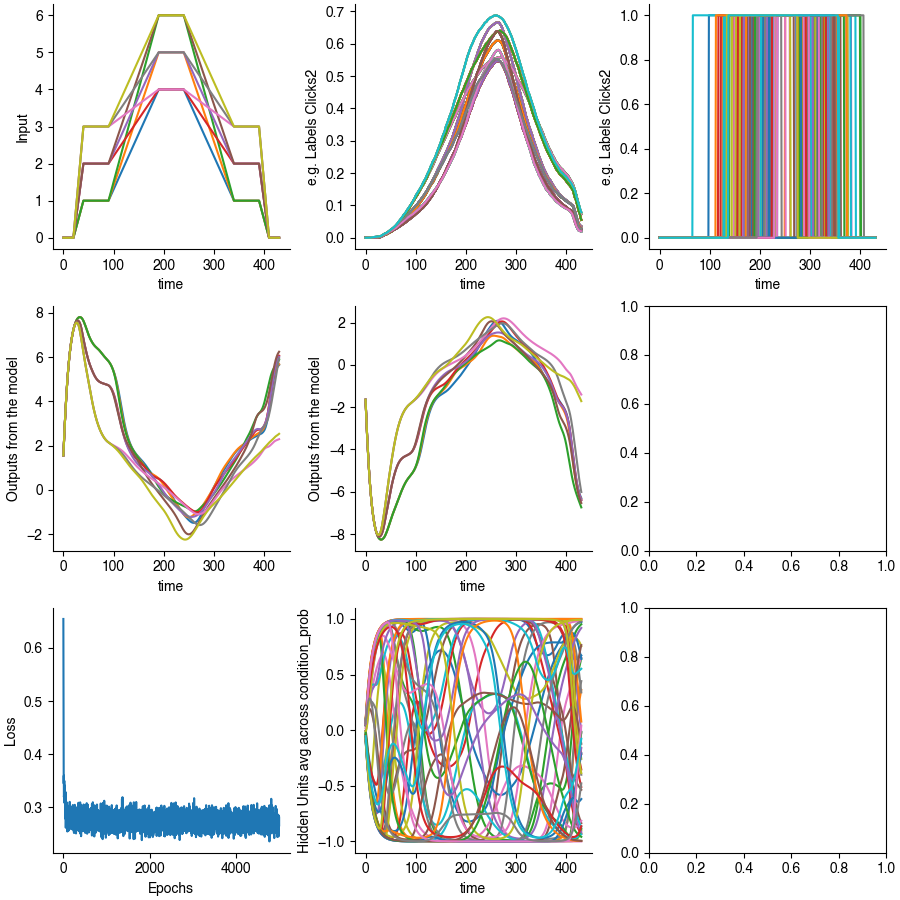 Input
6
5
4
3
2
1
0
0 100 200 300 400
time
e.g. Labels Clicks2
0.7
0.6
0.5
0.4
0.3
0.2
0.1
0.0
0 100 200 300 400
time
e.g. Labels Clicks2
1.0
0.8
0.6
0.4
0.2
0.0
0 100 200 300 400
time
Outputs from the model
8
6
4
2
0
−2
0 100 200 300 400
time
Outputs from the model
2
0
−2
−4
−6
−8
0 100 200 300 400
time
1.0
0.8
0.6
0.4
0.2
0.0
0.0 0.2 0.4 0.6 0.8 1.0
Loss
0.6
0.5
0.4
0.3
0 2000 4000
Epochs
Hidden Units avg across condition_prob
1.0
0.5
0.0
−0.5
−1.0
0 100 200 300 400
time
1.0
0.8
0.6
0.4
0.2
0.0
0.0 0.2 0.4 0.6 0.8 1.0